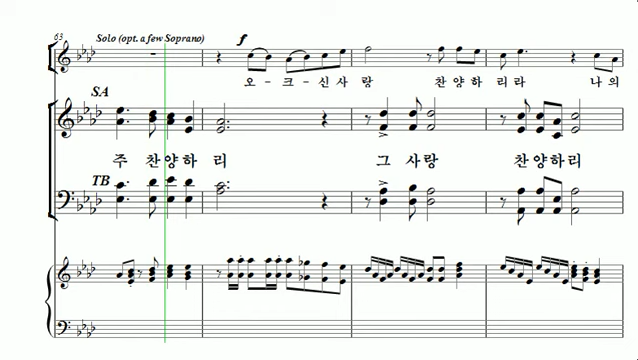 63
Solo (opt. a few Soprano)
f
오 - 크 - 신 사 랑 찬 양 하 리 라 나 의
SA
주 찬 양 하 리 그 사 랑 찬 양 하 리
TB